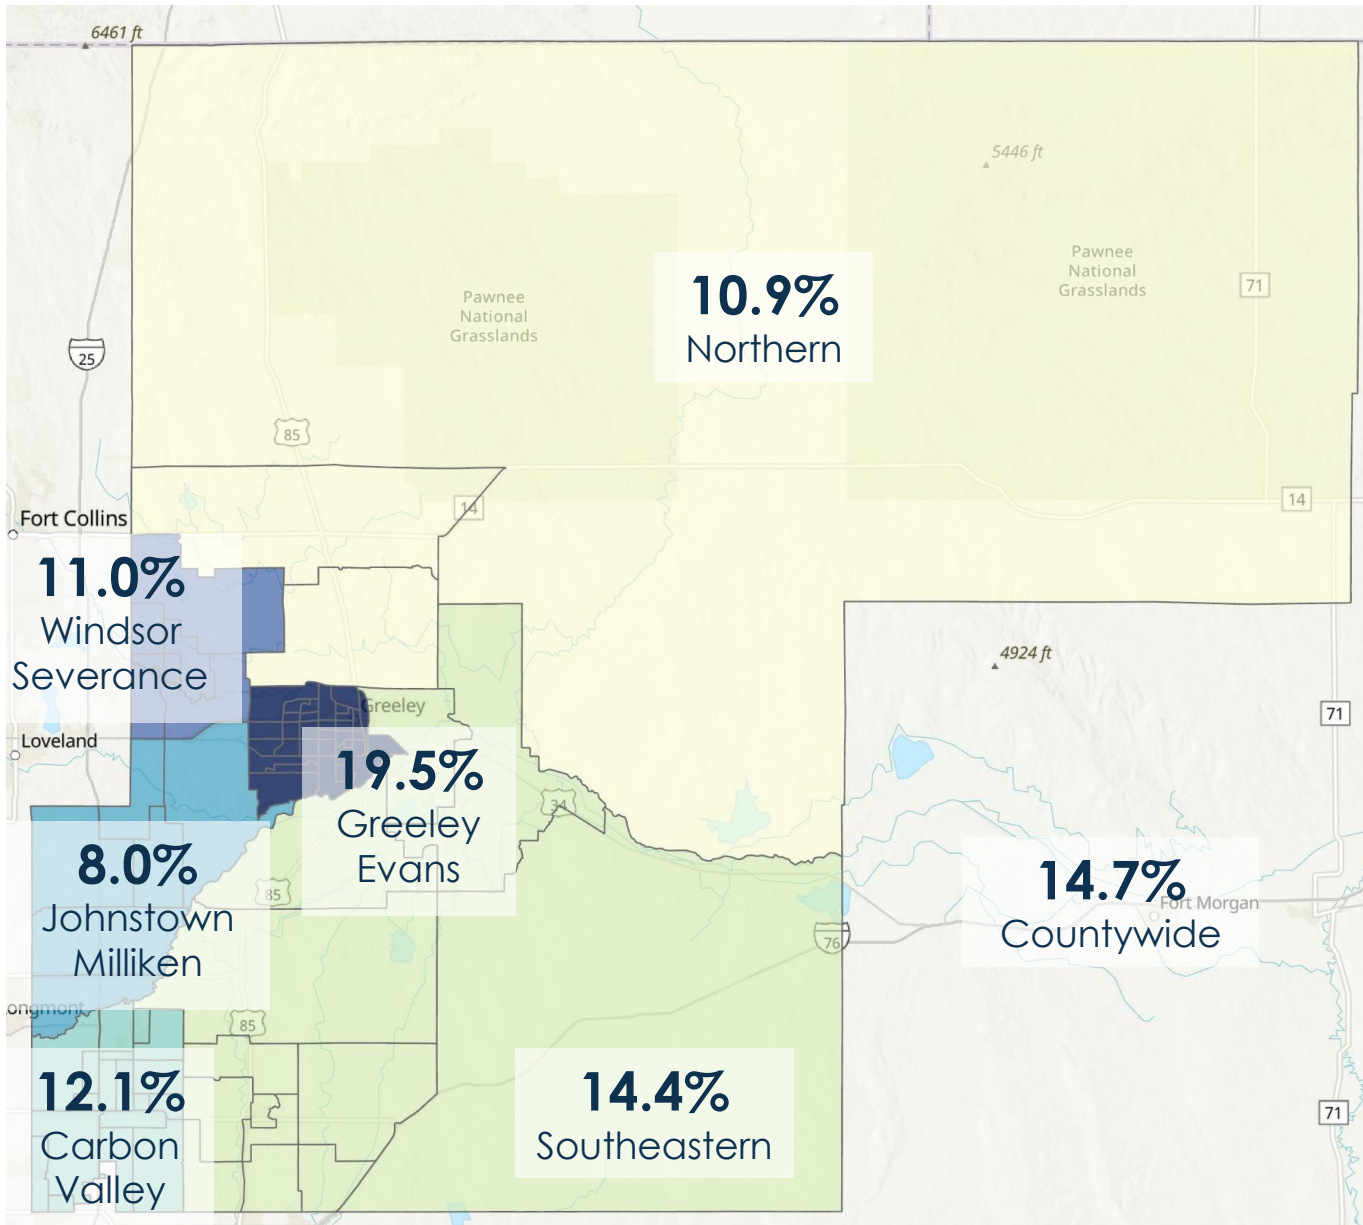 6461 ft
5446 ft
Pawnee
National
Grasslands
71
10.9%
Northern
Pawnee
National
Grasslands
25
85
14
14
Fort Collins
11.0%
Windsor
Severance
4924 ft
71
Greeley
Loveland
19.5%
Greeley
Evans
34
8.0%
Johnstown
Milliken
85
14.7%
Countywide
Fort Morgan
76
ongmont
85
12.1%
Carbon
Valley
14.4%
Southeastern
71